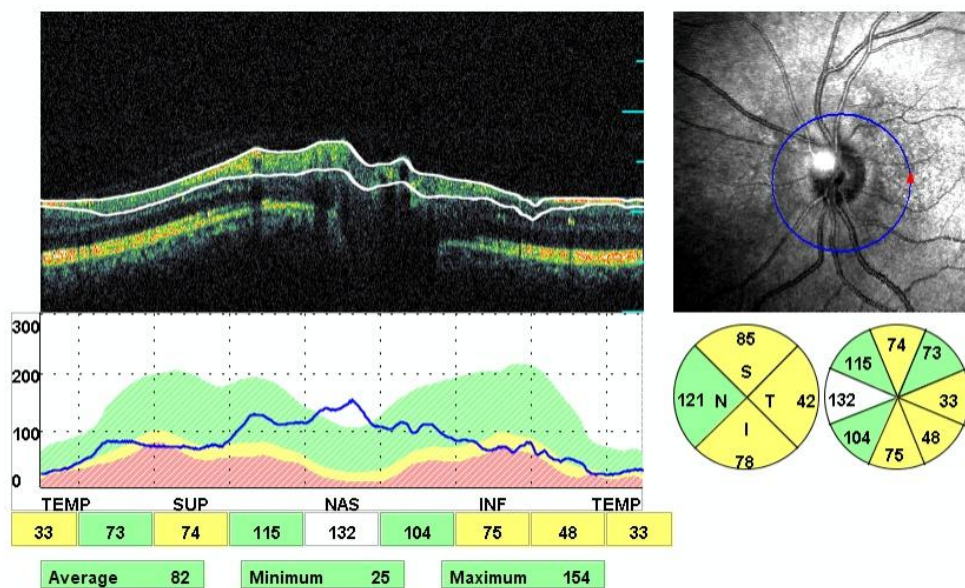 300
200
100
0
TEMP SUP NAS INF TEMP
33 73 74 115 132 104 75 48 33
Average 82 Minimum 25 Maximum 154
85
S
121 N T 42
I
78
74
115 73
132 33
104 48
75